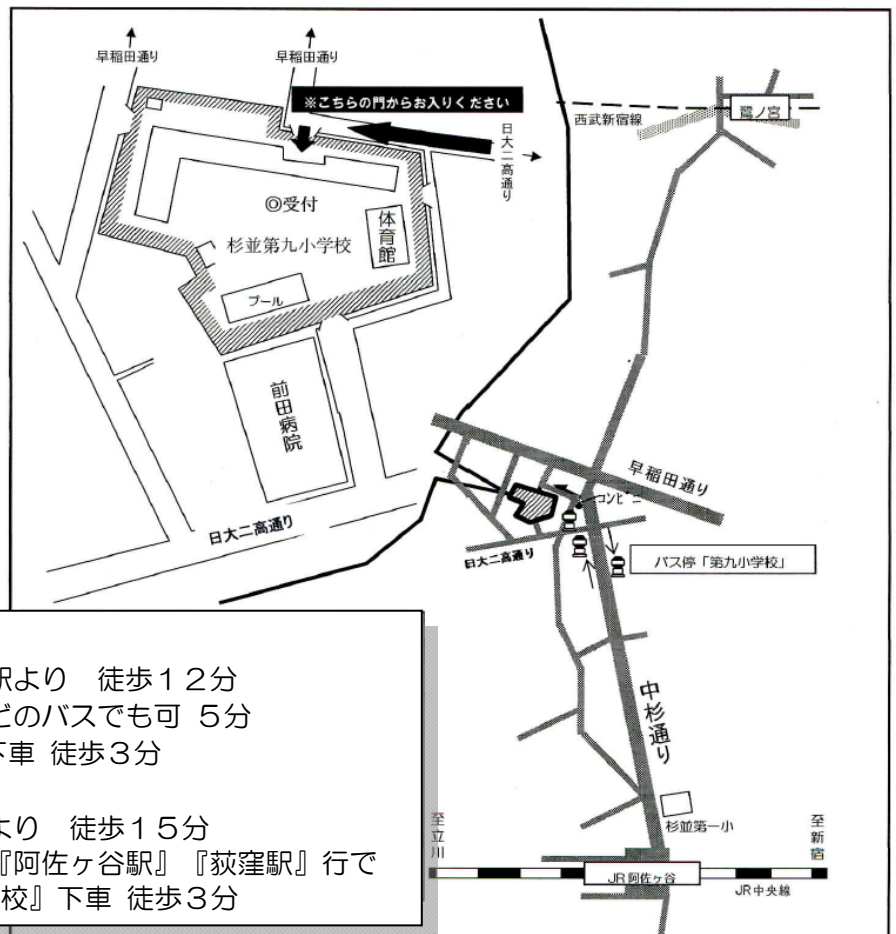 早稲田通り
早稲田通り
※こちらの門からお入りください
日大二高通り
西武新宿線
鷺ノ宮
◎受付
体育館
杉並第九小学校
プール
前田病院
日大二高通り
早稲田通り
コンビニ
日大二高通り
バス停「第九小学校」
中杉通り
杉並第一小
至立川
至新宿
JR阿佐ヶ谷
JR中央線
駅より　徒歩１２分
どのバスでも可 5分
下車 徒歩３分
より　徒歩１５分
『阿佐ヶ谷駅』『荻窪駅』行で
校』下車 徒歩３分